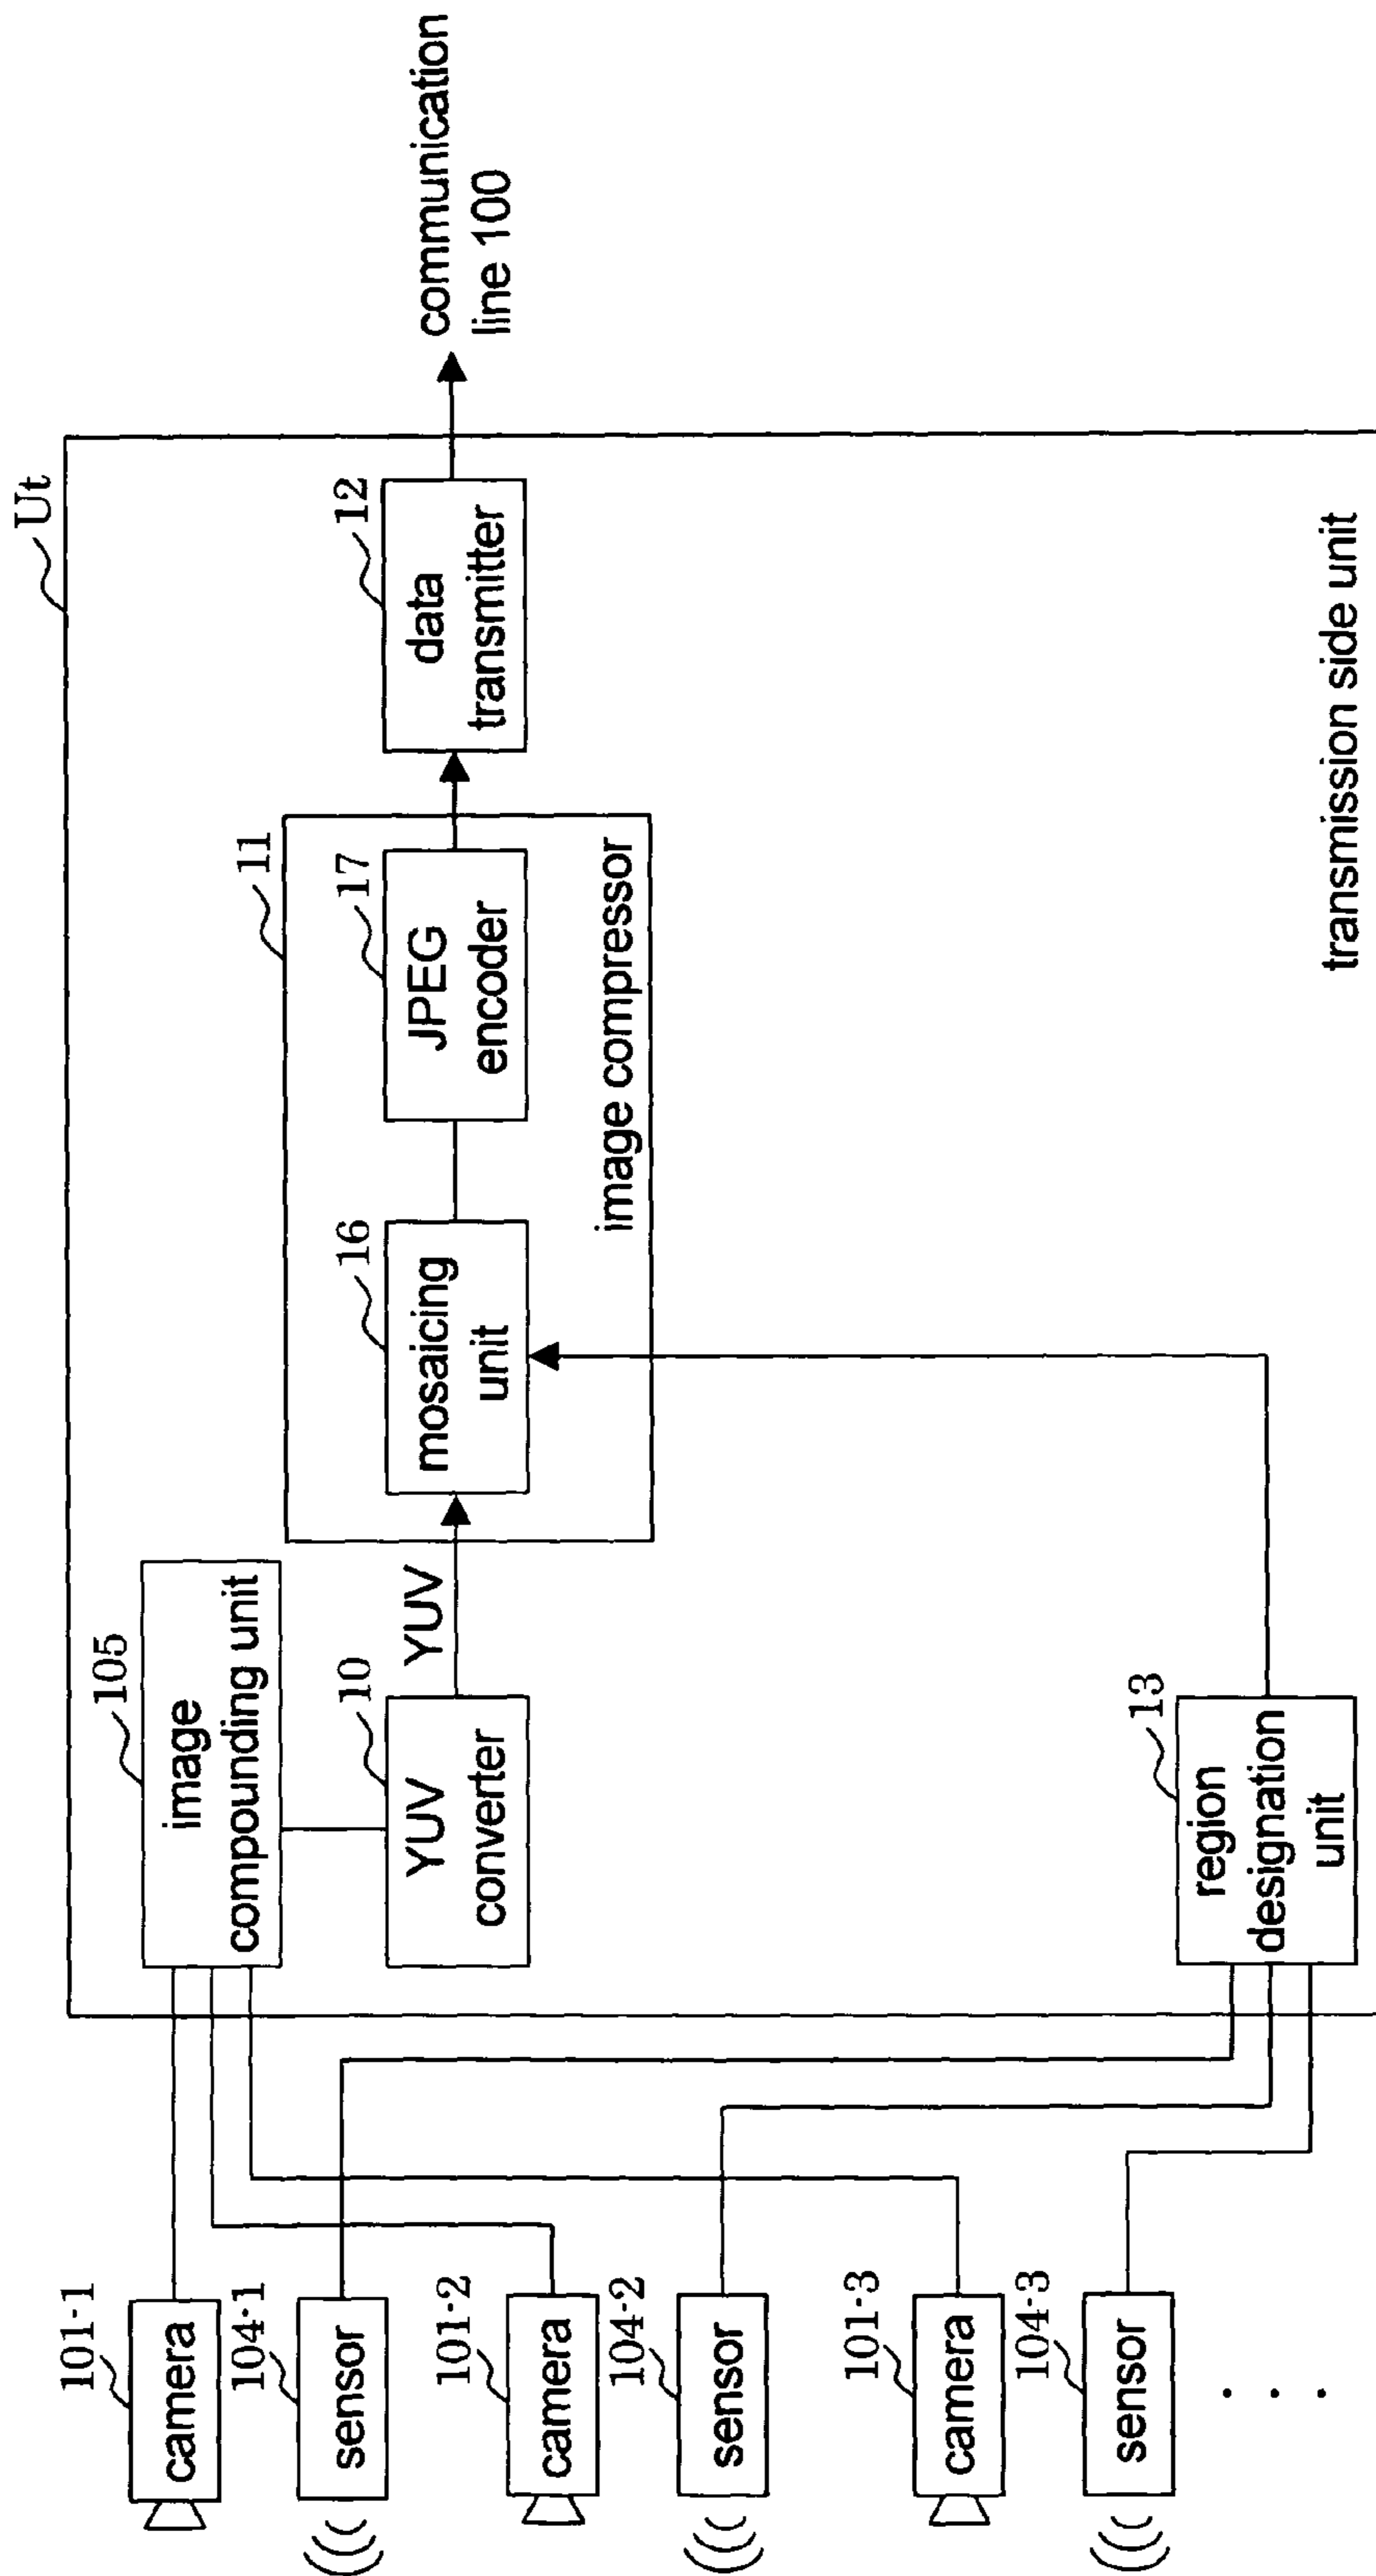 Ut
101-1
camera
104-1
sensor
101-2
camera
104-2
sensor
101-3
camera
104-3
sensor
. . .
105
image
compounding unit
10
YUV
converter
YUV
13
region
designation
unit
11
16
mosaicing
unit
17
JPEG
encoder
image compressor
12
data
transmitter
communication
line 100
transmission side unit